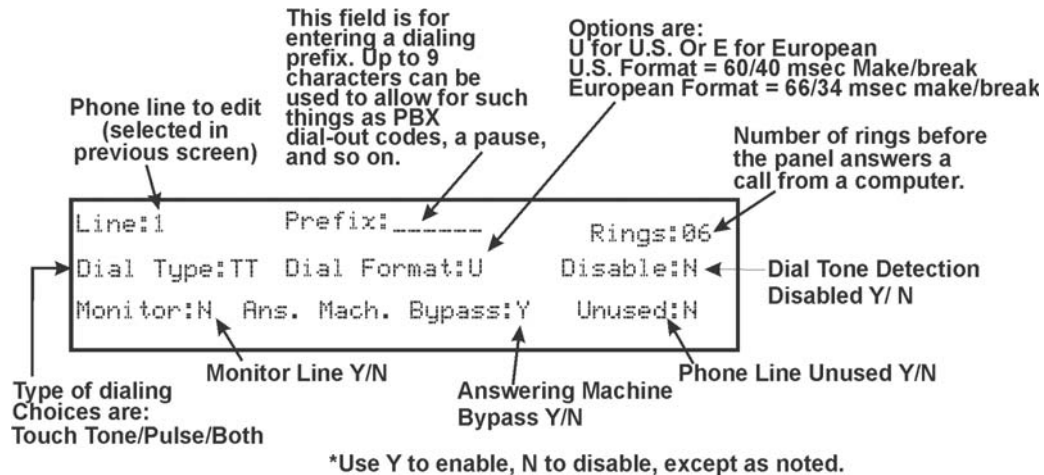 This field is for
entering a dialing
prefix. Up to 9
characters can be
used to allow for such
things as PBX
dial-out codes, a pause,
and so on.
Options are:
U for U.S. Or E for European
U.S. Format = 60/40 msec Make/break
European Format = 66/34 msec make/break
Phone line to edit
(selected in
previous screen)
Number of rings before
the panel answers a
call from a computer.
Line:1 Prefix:______ Rings:06
Dial Type:TT Dial Format:U Disable:N
Monitor:N Ans. Mach. Bypass:Y Unused:N
Dial Tone Detection
Disabled Y/ N
Type of dialing
Choices are:
Touch Tone/Pulse/Both
Monitor Line Y/N
Answering Machine
Bypass Y/N
Phone Line Unused Y/N
*Use Y to enable, N to disable, except as noted.